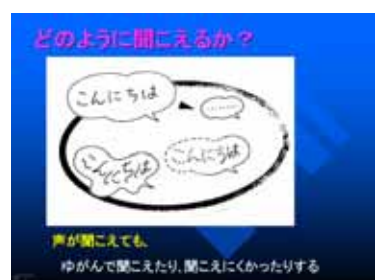 どのように聞こえるか？
こんにちは
………
こんにちは
こんにちは
声が聞こえても、
ゆがんで聞こえたり、聞こえにくかったりする